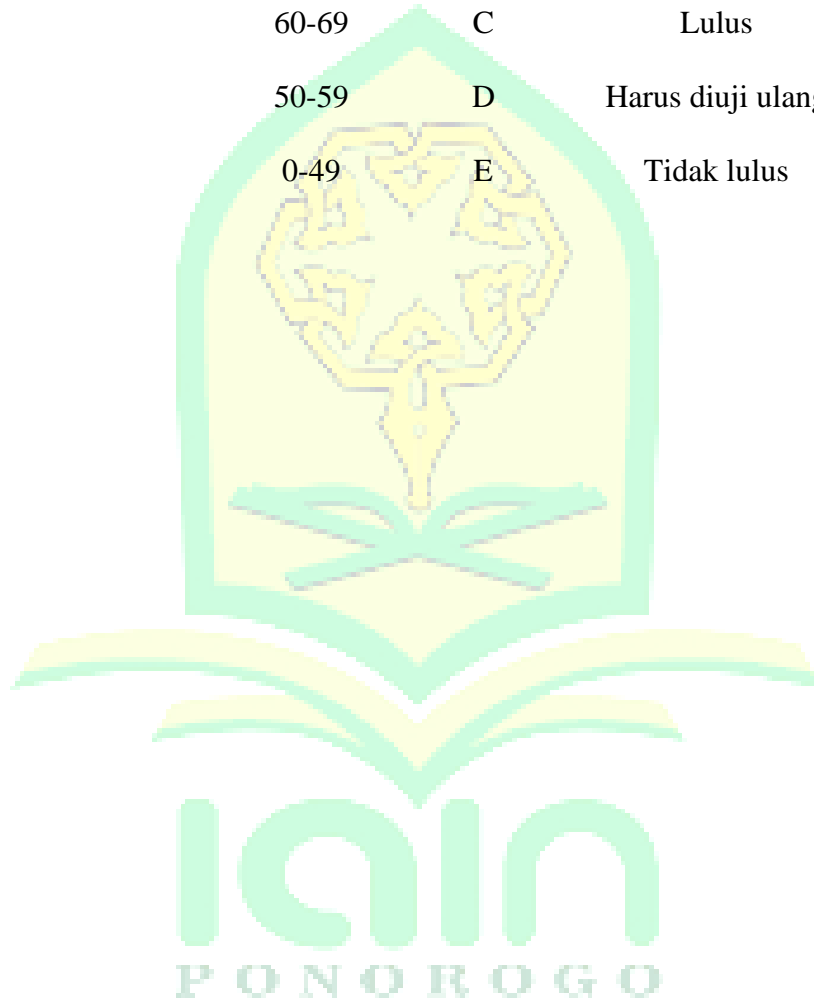 60-69 C Lulus
50-59 D Harus diuji ulang
0-49 E Tidak lulus
iain
PONOROGO